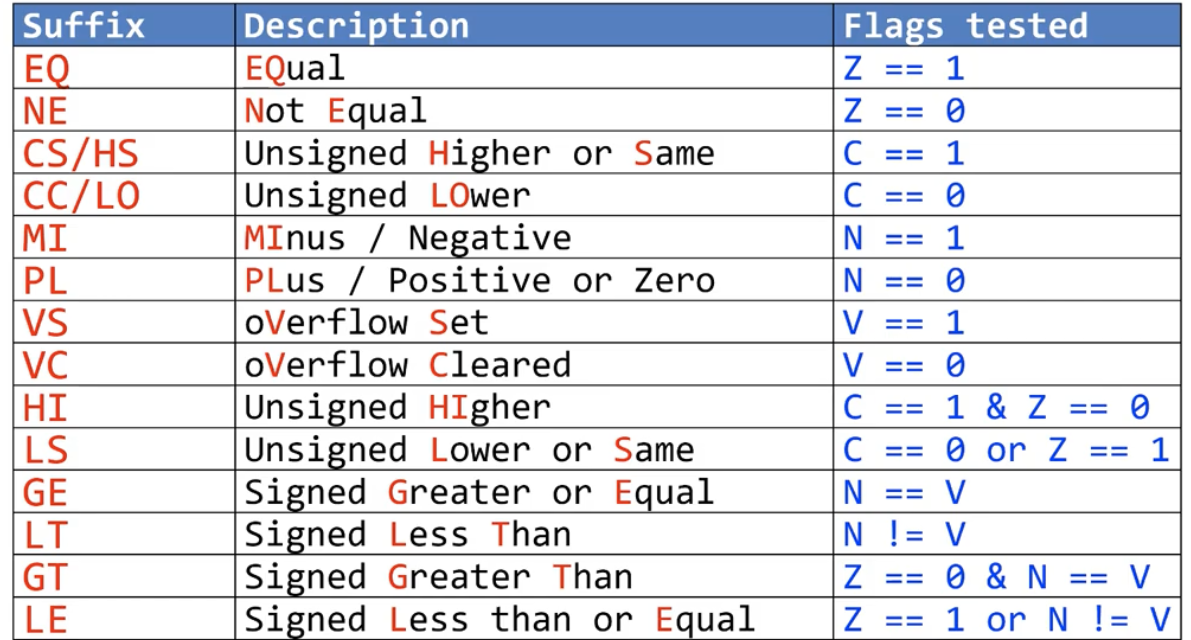 Suffix Description Flags tested
EQ EQual Z == 1
NE Not Equal Z == 0
CS/HS Unsigned Higher or Same C == 1
CC/LO Unsigned LOwer C == 0
MI MInus / Negative N == 1
PL PLus / Positive or Zero N == 0
VS oVerflow Set V == 1
VC oVerflow Cleared V == 0
HI Unsigned HIgher C == 1 & Z == 0
LS Unsigned Lower or Same C == 0 or Z == 1
GE Signed Greater or Equal N == V
LT Signed Less Than N != V
GT Signed Greater Than Z == 0 & N == V
LE Signed Less than or Equal Z == 1 or N != V